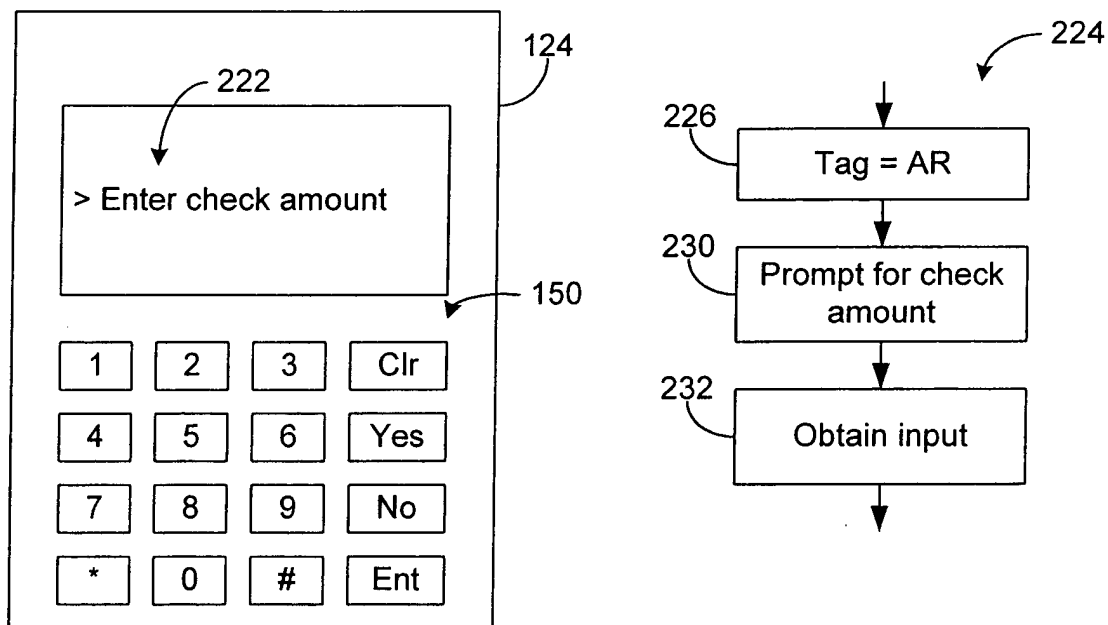 124
222
> Enter check amount
150
1 2 3 Clr
4 5 6 Yes
7 8 9 No
* 0 # Ent
224
226
Tag = AR
230
Prompt for check
amount
232
Obtain input